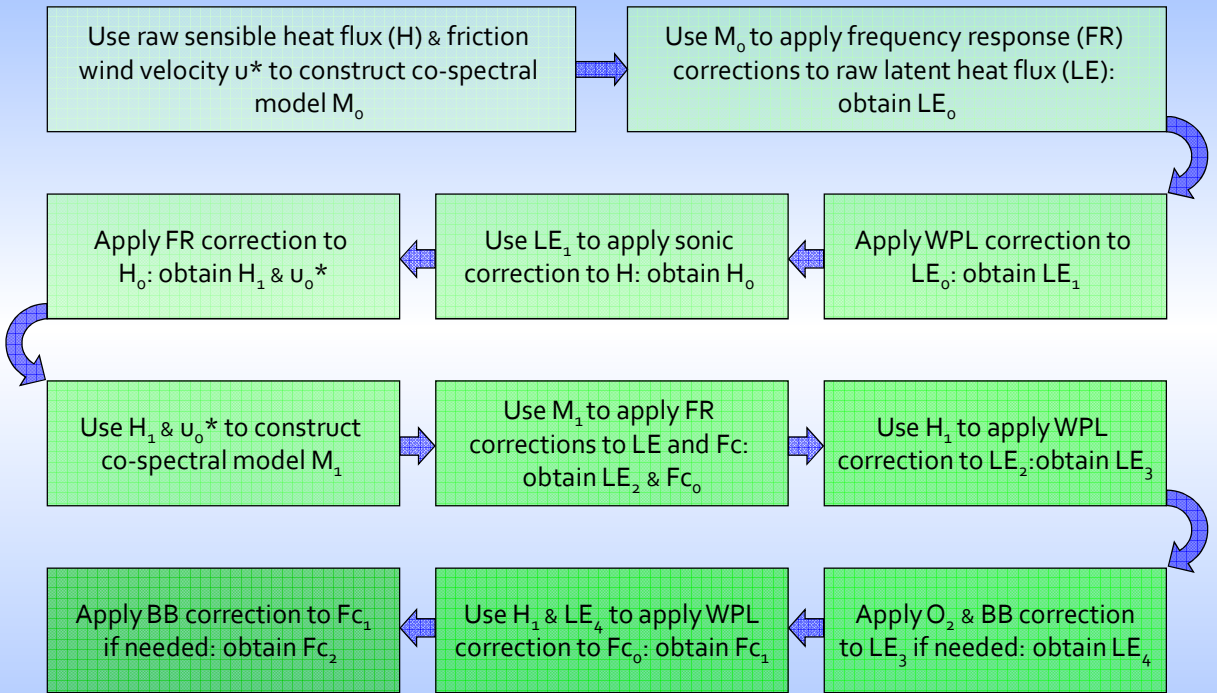 Use raw sensible heat flux (H) & friction
wind velocity u* to construct co-spectral
model M₀
Use M₀ to apply frequency response (FR)
corrections to raw latent heat flux (LE):
obtain LE₀
Apply WPL correction to
LE₀: obtain LE₁
Use LE₁ to apply sonic
correction to H: obtain H₀
Apply FR correction to
H₀: obtain H₁ & u₀*
Use H₁ & u₀* to construct
co-spectral model M₁
Use M₁ to apply FR
corrections to LE and Fc:
obtain LE₂ & Fc₀
Use H₁ to apply WPL
correction to LE₂:obtain LE₃
Apply O₂ & BB correction
to LE₃ if needed: obtain LE₄
Use H₁ & LE₄ to apply WPL
correction to Fc₀: obtain Fc₁
Apply BB correction to Fc₁
if needed: obtain Fc₂